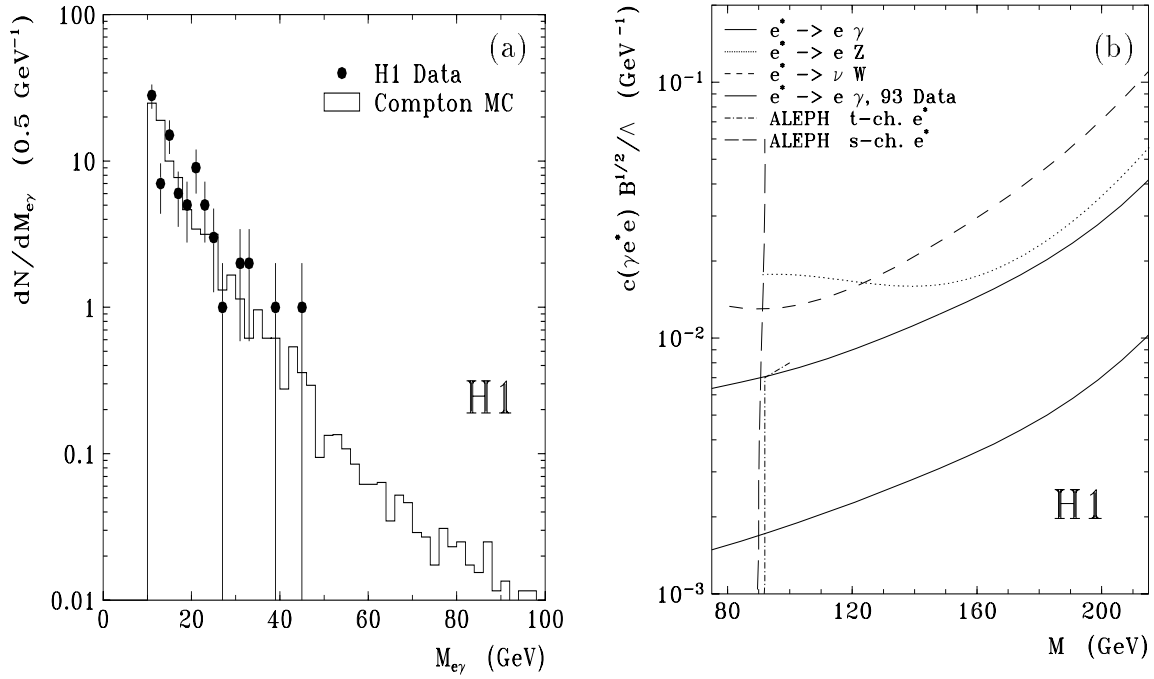 dN/dM_eγ (0.5 GeV⁻¹)
100
10
1
0.1
0.01
(a)
H1 Data
Compton MC
H1
0
20
40
60
80
100
M_eγ (GeV)
c(γe*e) B^1/2/Λ (GeV⁻¹)
10⁻¹
10⁻²
10⁻³
(b)
e* -> e γ
e* -> e Z
e* -> ν W
e* -> e γ, 93 Data
ALEPH t-ch. e*
ALEPH s-ch. e*
H1
80
120
160
200
M (GeV)